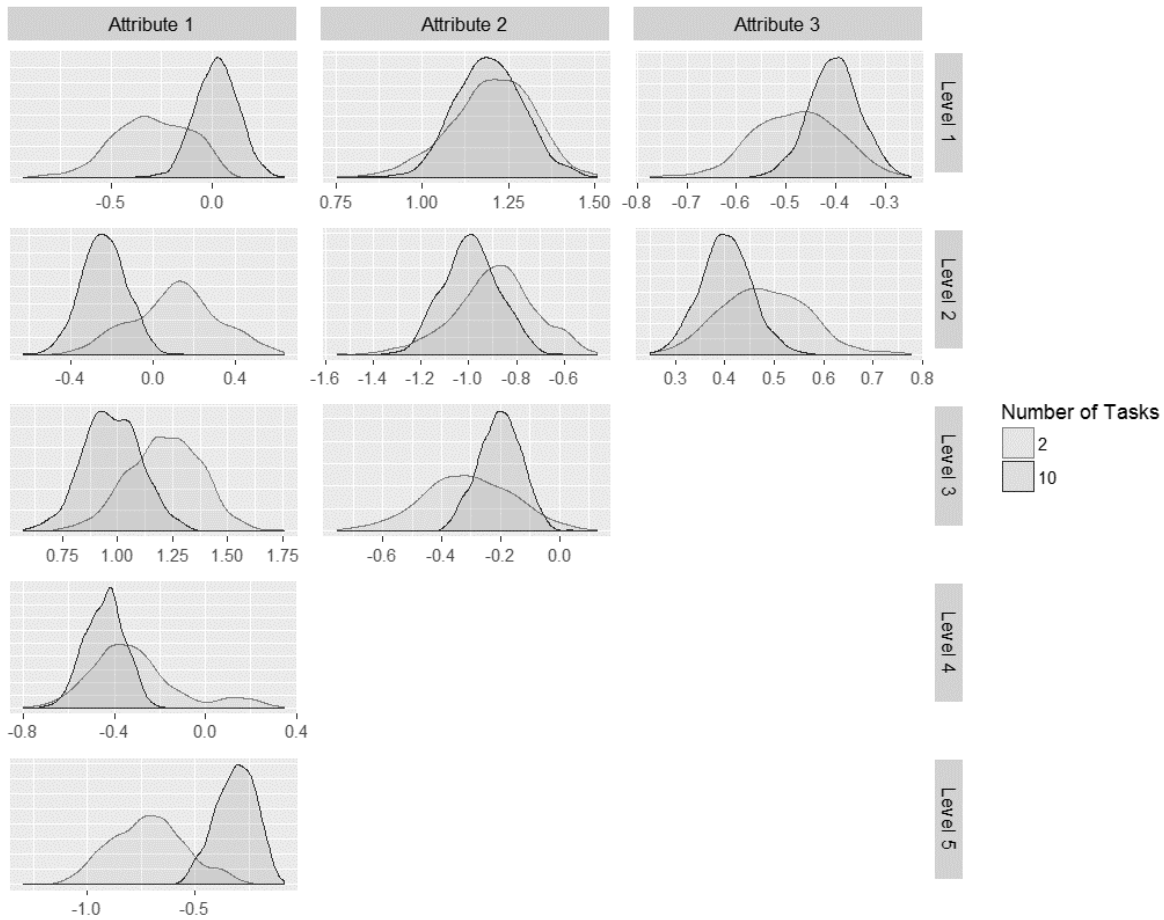 Attribute 1 Attribute 2 Attribute 3
Level 1
-0.5 0.0 0.75 1.00 1.25 1.50 -0.8 -0.7 -0.6 -0.5 -0.4 -0.3
Level 2
-0.4 0.0 0.4 -1.6 -1.4 -1.2 -1.0 -0.8 -0.6 0.3 0.4 0.5 0.6 0.7 0.8
Number of Tasks
2
10
Level 3
0.75 1.00 1.25 1.50 1.75 -0.6 -0.4 -0.2 0.0
Level 4
-0.8 -0.4 0.0 0.4
Level 5
-1.0 -0.5